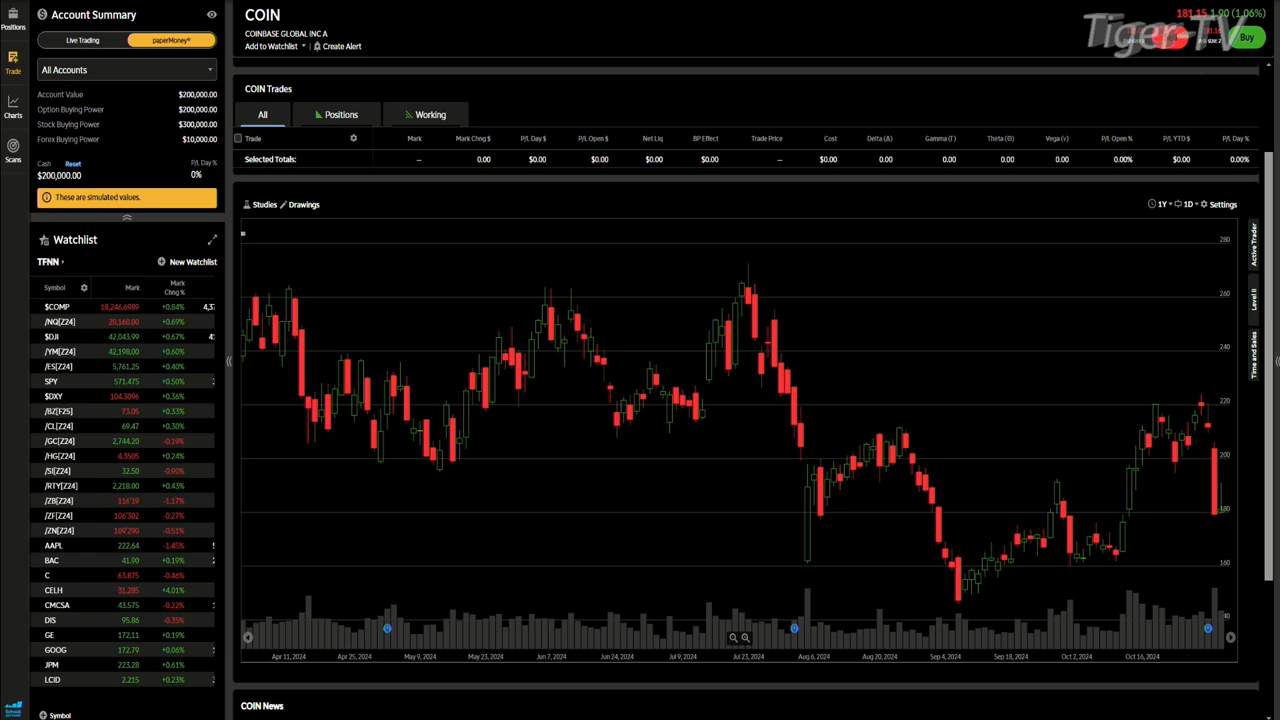 Positions
Trade
Charts
Scans
Account Summary
Live Trading
paperMoney®
All Accounts
Account Value $200,000.00
Option Buying Power $200,000.00
Stock Buying Power $300,000.00
Forex Buying Power $10,000.00
Cash Reset P/L Day %
$200,000.00 0%
These are simulated values.
Watchlist
TFNN
New Watchlist
Symbol Mark Mark Chng %
$COMP 18,246.6989 +0.84%
/NQ[Z24] 20,160.00 +0.69%
$DJI 42,043.99 +0.67%
/YM[Z24] 42,198.00 +0.60%
/ES[Z24] 5,761.25 +0.40%
SPY 571.475 +0.50%
$DXY 104.3096 +0.36%
/BZ[F25] 73.05 +0.33%
/CL[Z24] 69.47 +0.30%
/GC[Z24] 2,744.20 -0.19%
/HG[Z24] 4.3505 +0.24%
/SI[Z24] 32.50 -0.90%
/RTY[Z24] 2,218.00 +0.43%
/ZB[Z24] 116'19 -1.17%
/ZF[Z24] 106'302 -0.27%
/ZN[Z24] 109'290 -0.51%
AAPL 222.64 -1.45%
BAC 41.90 +0.19%
C 63.875 -0.46%
CELH 31.285 +4.01%
CMCSA 43.575 -0.22%
DIS 95.86 -0.35%
GE 172.11 +0.19%
GOOG 172.79 +0.06%
JPM 223.28 +0.61%
LCID 2.215 +0.23%
Symbol
COIN
COINBASE GLOBAL INC A
Add to Watchlist
Create Alert
181.15 1.90 (1.06%)
Buy
Tiger-TV
COIN Trades
All
Positions
Working
Trade Mark Mark Chng $ P/L Day $ P/L Open $ Net Liq BP Effect Trade Price Cost Delta (Δ) Gamma (Γ) Theta (Θ) Vega (ν) P/L Open % P/L YTD $ P/L Day %
Selected Totals: — 0.00 $0.00 $0.00 $0.00 $0.00 — $0.00 0.00 0.00 0.00 0.00 0.00% $0.00 0.00%
Studies
Drawings
1Y
1D
Settings
280
260
240
220
200
180
160
Apr 11, 2024
Apr 25, 2024
May 9, 2024
May 23, 2024
Jun 7, 2024
Jun 24, 2024
Jul 9, 2024
Jul 23, 2024
Aug 6, 2024
Aug 20, 2024
Sep 4, 2024
Sep 18, 2024
Oct 2, 2024
Oct 16, 2024
Active Trader
Level II
Time and Sales
COIN News